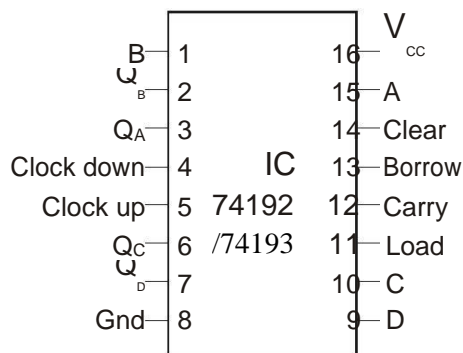 V
CC
B 1 16
Q
B 2 15 A
QA 3 14 Clear
Clock down 4 IC 13 Borrow
Clock up 5 74192 12 Carry
QC 6 /74193 11 Load
Q
D 7 10 C
Gnd 8 9 D